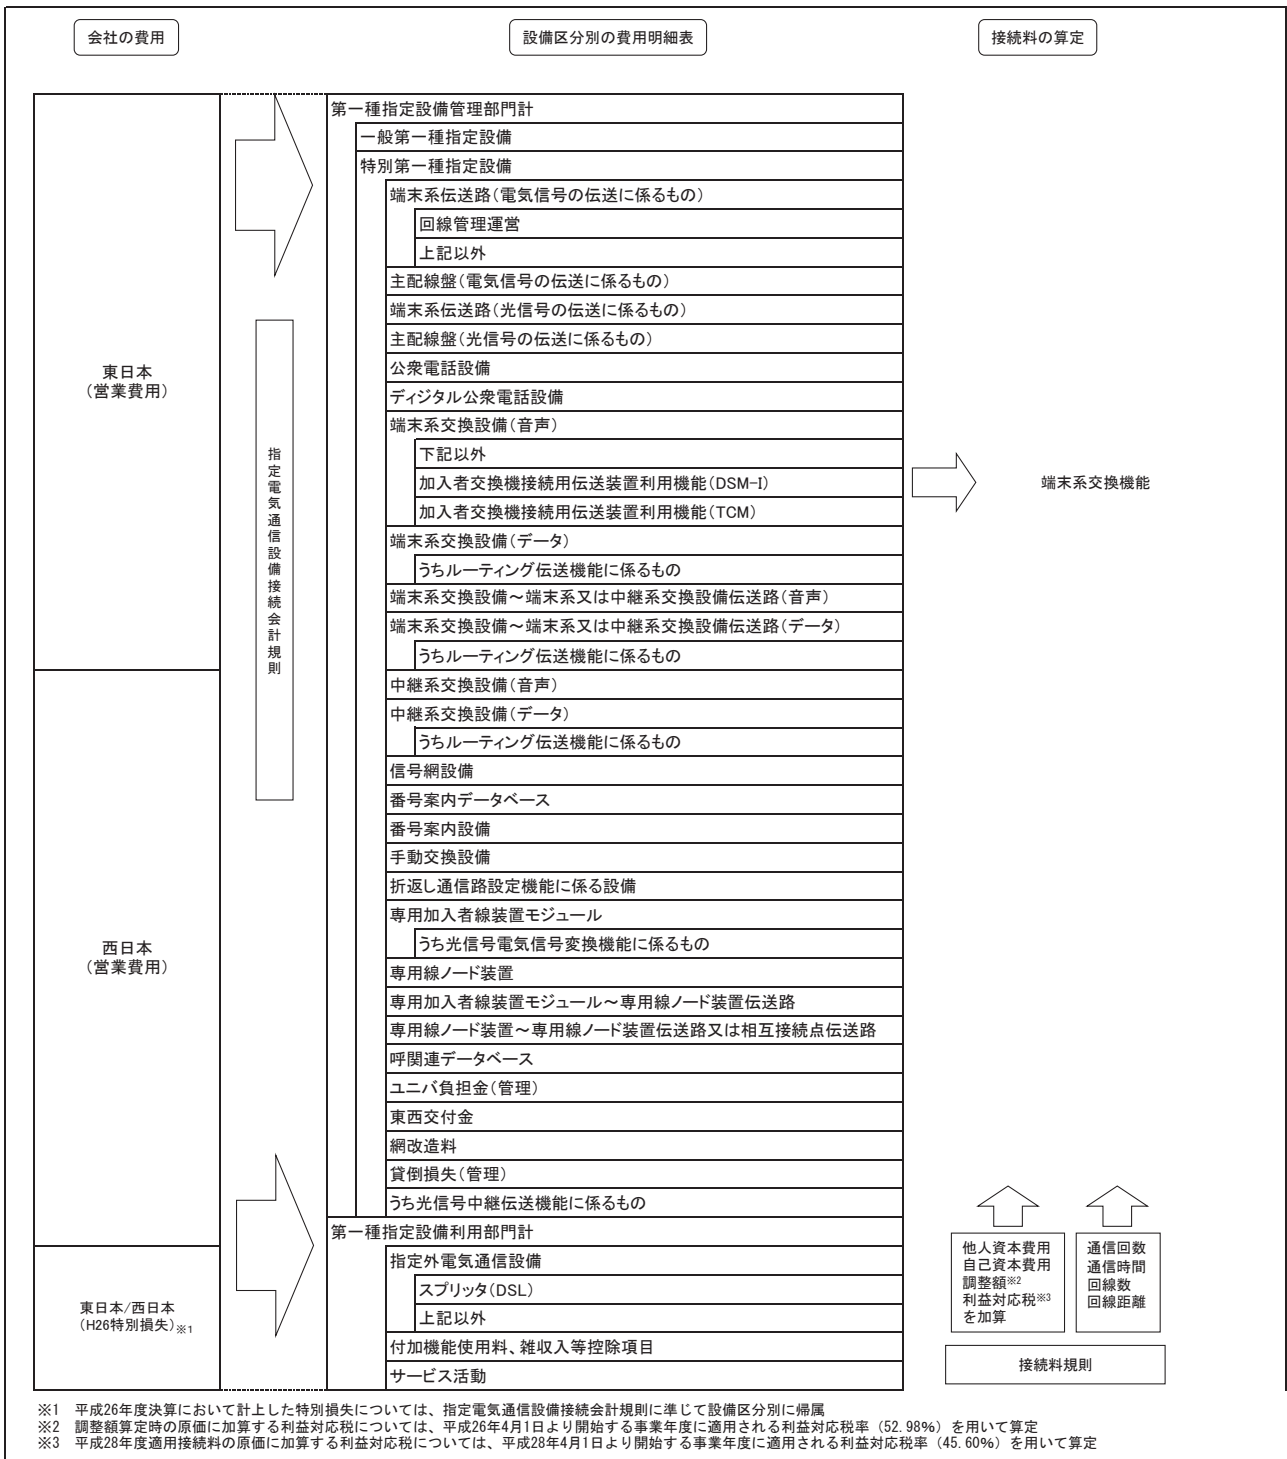 会社の費用
設備区分別の費用明細表
接続料の算定
東日本
(営業費用)
西日本
(営業費用)
東日本/西日本
(H26特別損失)※1
指定電気通信設備接続会計規則
第一種指定設備管理部門計
一般第一種指定設備
特別第一種指定設備
端末系伝送路(電気信号の伝送に係るもの)
回線管理運営
上記以外
主配線盤(電気信号の伝送に係るもの)
端末系伝送路(光信号の伝送に係るもの)
主配線盤(光信号の伝送に係るもの)
公衆電話設備
ディジタル公衆電話設備
端末系交換設備(音声)
下記以外
加入者交換機接続用伝送装置利用機能(DSM-I)
加入者交換機接続用伝送装置利用機能(TCM)
端末系交換設備(データ)
うちルーティング伝送機能に係るもの
端末系交換設備~端末系又は中継系交換設備伝送路(音声)
端末系交換設備~端末系又は中継系交換設備伝送路(データ)
うちルーティング伝送機能に係るもの
中継系交換設備(音声)
中継系交換設備(データ)
うちルーティング伝送機能に係るもの
信号網設備
番号案内データベース
番号案内設備
手動交換設備
折返し通信路設定機能に係る設備
専用加入者線装置モジュール
うち光信号電気信号変換機能に係るもの
専用線ノード装置
専用加入者線装置モジュール~専用線ノード装置伝送路
専用線ノード装置~専用線ノード装置伝送路又は相互接続点伝送路
呼関連データベース
ユニバ負担金(管理)
東西交付金
網改造料
貸倒損失(管理)
うち光信号中継伝送機能に係るもの
第一種指定設備利用部門計
指定外電気通信設備
スプリッタ(DSL)
上記以外
付加機能使用料、雑収入等控除項目
サービス活動
端末系交換機能
他人資本費用
自己資本費用
調整額※2
利益対応税※3
を加算
通信回数
通信時間
回線数
回線距離
接続料規則
※1 平成26年度決算において計上した特別損失については、指定電気通信設備接続会計規則に準じて設備区分別に帰属
※2 調整額算定時の原価に加算する利益対応税については、平成26年4月1日より開始する事業年度に適用される利益対応税率(52.98%)を用いて算定
※3 平成28年度適用接続料の原価に加算する利益対応税については、平成28年4月1日より開始する事業年度に適用される利益対応税率(45.60%)を用いて算定